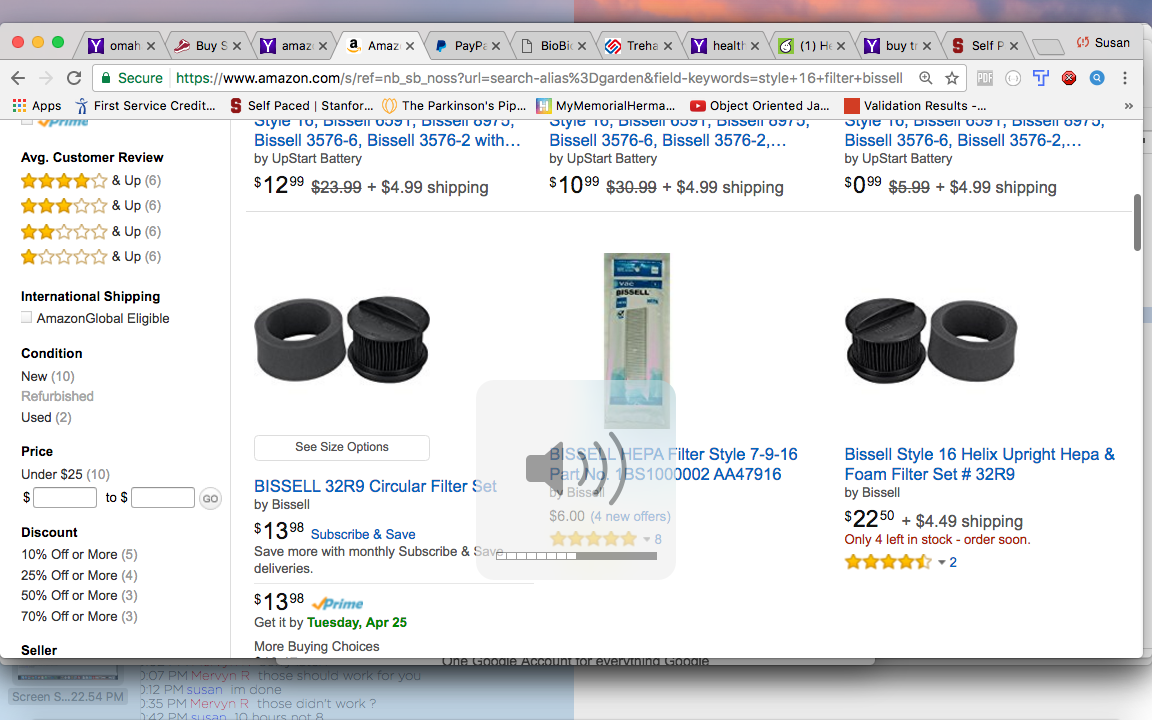 omah
Buy S
amaz
Amaz
PayPa
BioBi
Treha
health
(1) He
buy tr
Self P
Susan
Secure https://www.amazon.com/s/ref=nb_sb_noss?url=search-alias%3Dgarden&field-keywords=style+16+filter+bissell
Apps First Service Credit... Self Paced | Stanfor... The Parkinson's Pip... MyMemorialHerma... Object Oriented Ja... Validation Results -... »
Prime
Avg. Customer Review
& Up (6)
& Up (6)
& Up (6)
& Up (6)
International Shipping
AmazonGlobal Eligible
Condition
New (10)
Refurbished
Used (2)
Price
Under $25 (10)
$ to $ GO
Discount
10% Off or More (5)
25% Off or More (4)
50% Off or More (3)
70% Off or More (3)
Seller
Style 16, Bissell 6591, Bissell 8975,
Bissell 3576-6, Bissell 3576-2 with...
by UpStart Battery
$12.99 $23.99 + $4.99 shipping
Style 16, Bissell 6591, Bissell 8975,
Bissell 3576-6, Bissell 3576-2,...
by UpStart Battery
$10.99 $30.99 + $4.99 shipping
Style 16, Bissell 6591, Bissell 8975,
Bissell 3576-6, Bissell 3576-2,...
by UpStart Battery
$0.99 $5.99 + $4.99 shipping
See Size Options
BISSELL 32R9 Circular Filter Set
by Bissell
$13.98 Subscribe & Save
Save more with monthly Subscribe & Save
deliveries.
$13.98 Prime
Get it by Tuesday, Apr 25
More Buying Choices
vac
BISSELL
BISSELL HEPA Filter Style 7-9-16
Part No. 1BS1000002 AA47916
by Bissell
$6.00 (4 new offers)
8
Bissell Style 16 Helix Upright Hepa &
Foam Filter Set # 32R9
by Bissell
$22.50 + $4.49 shipping
Only 4 left in stock - order soon.
2
One Google Account for everything Google
Screen S...22.54 PM
0:07 PM Mervyn R those should work for you
0:12 PM susan im done
0:35 PM Mervyn R those didn't work ?
0:42 PM susan 10 hours not 8